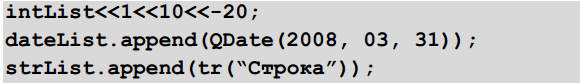 intList<<1<<10<<-20;
dateList.append(QDate(2008, 03, 31));
strList.append(tr(“Строка”));